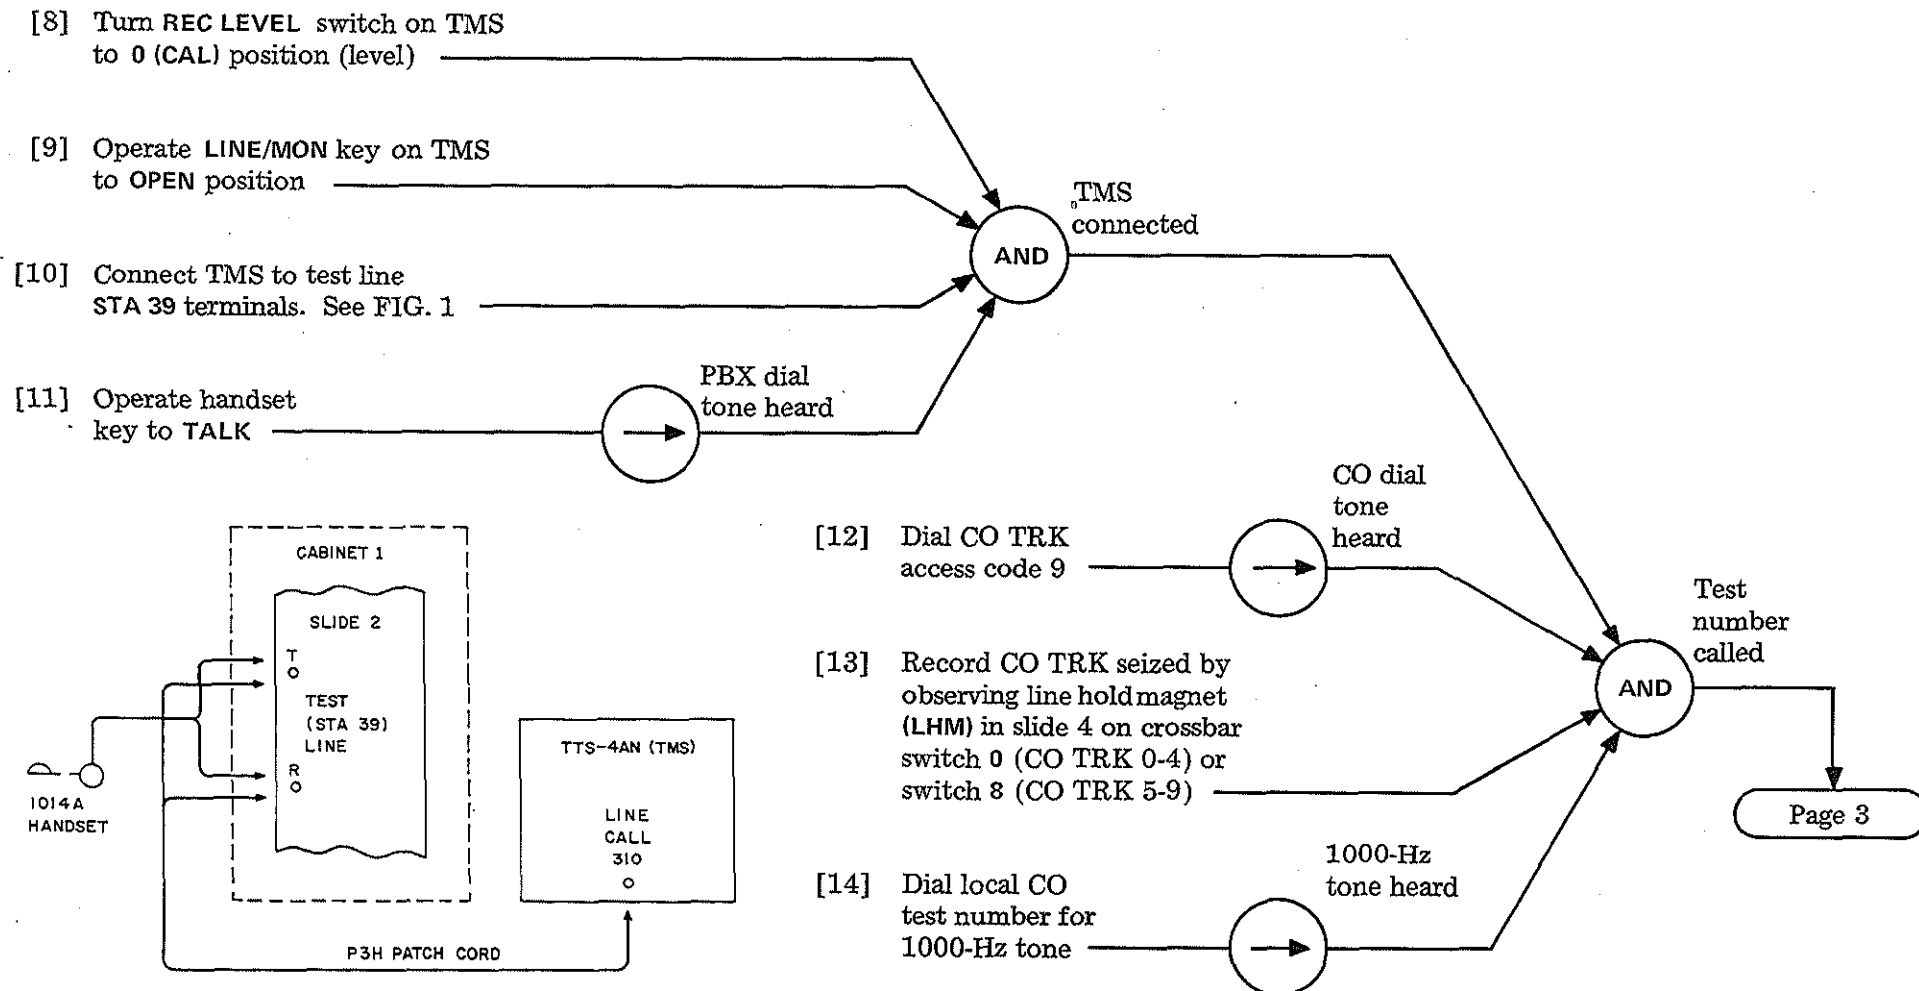 [8] Turn REC LEVEL switch on TMS
to 0 (CAL) position (level)
[9] Operate LINE/MON key on TMS
to OPEN position
[10] Connect TMS to test line
STA 39 terminals. See FIG. 1
[11] Operate handset
key to TALK
PBX dial
tone heard
AND
TMS
connected
[12] Dial CO TRK
access code 9
CO dial
tone
heard
[13] Record CO TRK seized by
observing line hold magnet
(LHM) in slide 4 on crossbar
switch 0 (CO TRK 0-4) or
switch 8 (CO TRK 5-9)
[14] Dial local CO
test number for
1000-Hz tone
1000-Hz
tone heard
AND
Test
number
called
Page 3
CABINET 1
SLIDE 2
T
TEST
(STA 39)
LINE
R
1014A
HANDSET
TTS-4AN (TMS)
LINE
CALL
310
P3H PATCH CORD